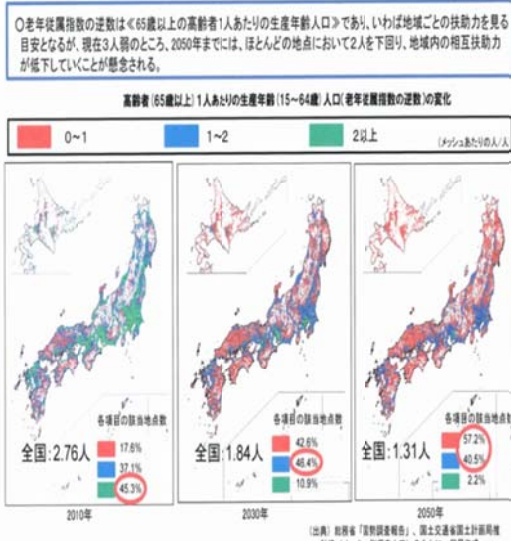 ○老年従属指数の逆数は≪65歳以上の高齢者1人あたりの生産年齢人口≫であり、いわば地域ごとの扶助力を見る
目安となるが、現在3人弱のところ、2050年までには、ほとんどの地点において2人を下回り、地域内の相互扶助力
が低下していくことが懸念される。
高齢者(65歳以上)1人あたりの生産年齢(15~64歳)人口(老年従属指数の逆数)の変化
0~1
1~2
2以上
(メッシュあたりの人/人
各項目の該当地点数
全国:2.76人
17.6%
37.1%
45.3%
2010年
各項目の該当地点数
全国:1.84人
42.6%
46.4%
10.9%
2030年
各項目の該当地点数
全国:1.31人
57.2%
40.5%
2.2%
2050年
(出典)総務省「国勢調査報告」、国土交通省国土計画局推